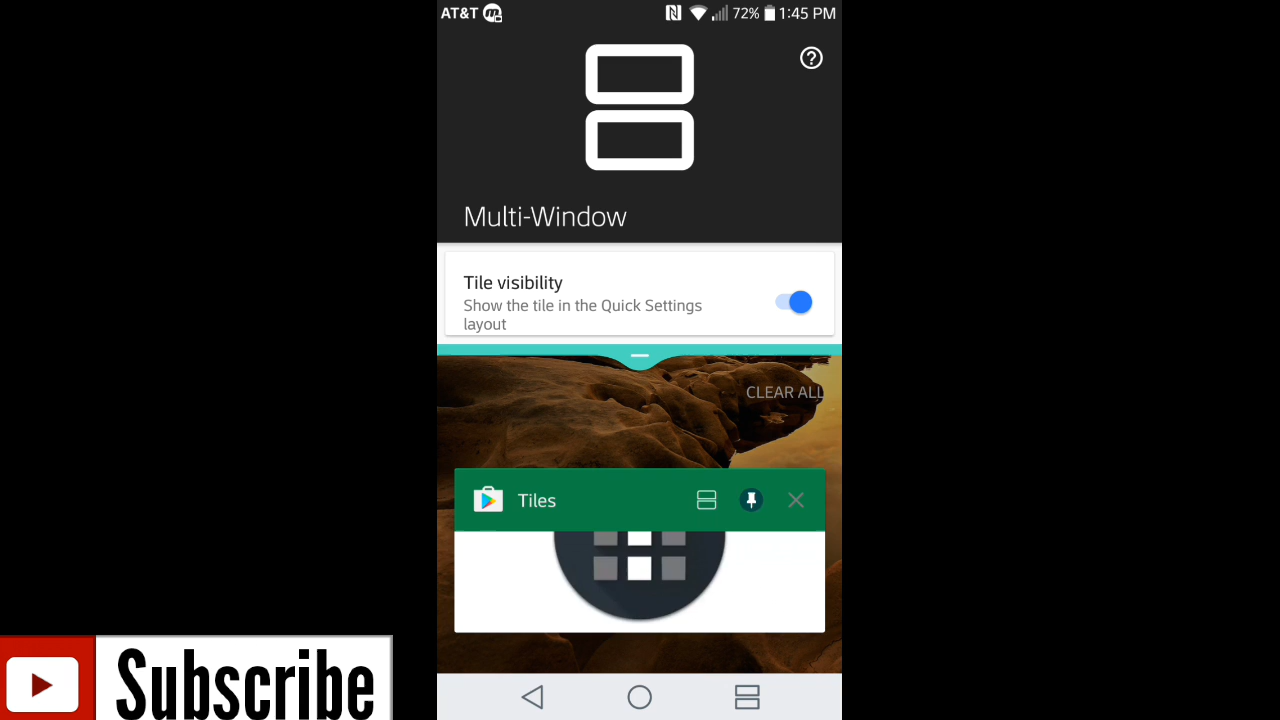 AT&T 72% 1:45 PM
Multi-Window
Tile visibility
Show the tile in the Quick Settings
layout
CLEAR ALL
Tiles
Subscribe